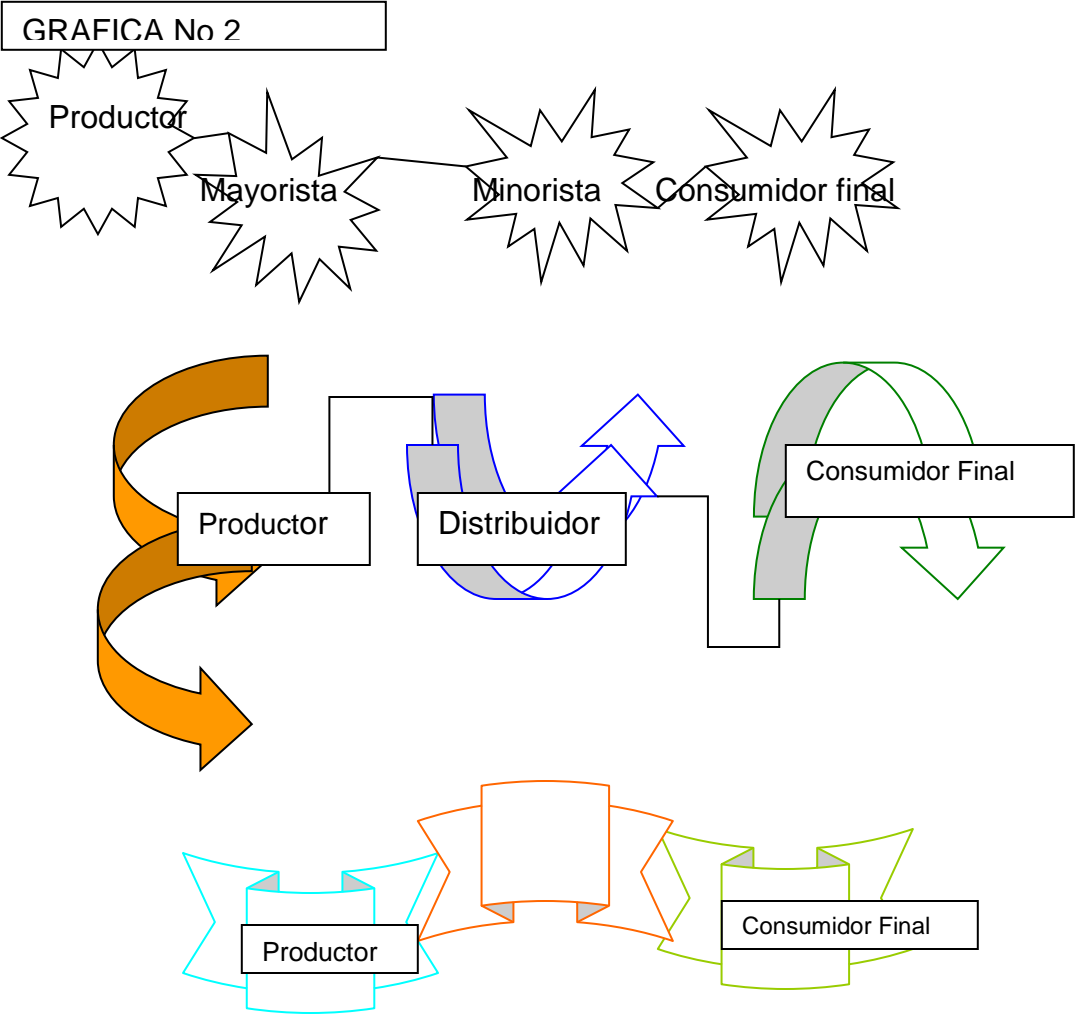 GRAFICA No 2
Productor
Mayorista
Minorista
Consumidor final
Productor
Distribuidor
Consumidor Final
Productor
Consumidor Final